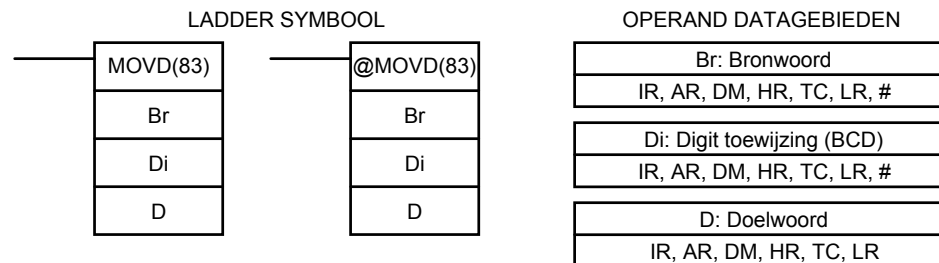 LADDER SYMBOOL
MOVD(83)
Br
Di
D
@MOVD(83)
Br
Di
D
OPERAND DATAGEBIEDEN
Br: Bronwoord
IR, AR, DM, HR, TC, LR, #
Di: Digit toewijzing (BCD)
IR, AR, DM, HR, TC, LR, #
D: Doelwoord
IR, AR, DM, HR, TC, LR